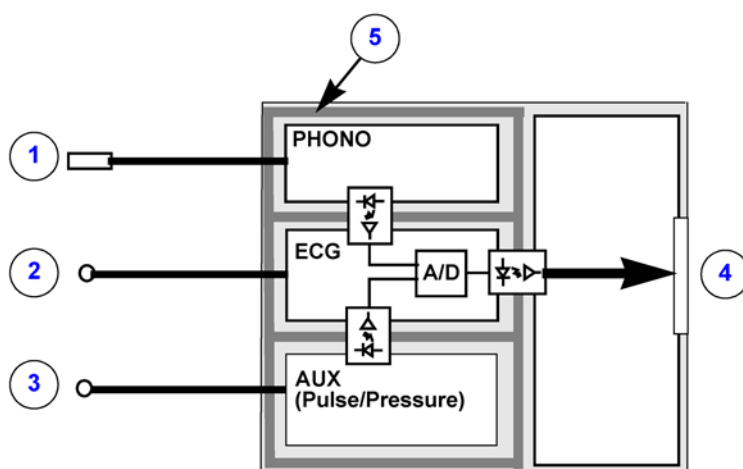 5
1
PHONO
2
ECG
A/D
4
3
AUX
(Pulse/Pressure)